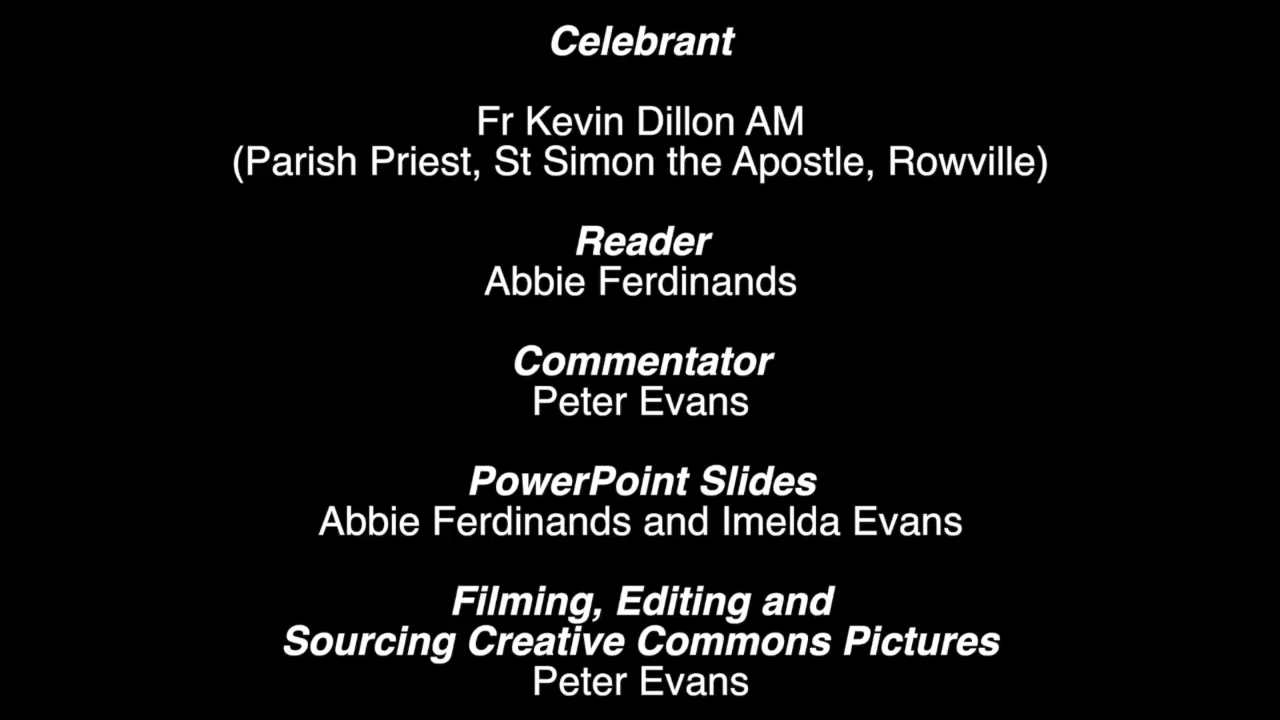 Celebrant
Fr Kevin Dillon AM
(Parish Priest, St Simon the Apostle, Rowville)
Reader
Abbie Ferdinands
Commentator
Peter Evans
PowerPoint Slides
Abbie Ferdinands and Imelda Evans
Filming, Editing and
Sourcing Creative Commons Pictures
Peter Evans